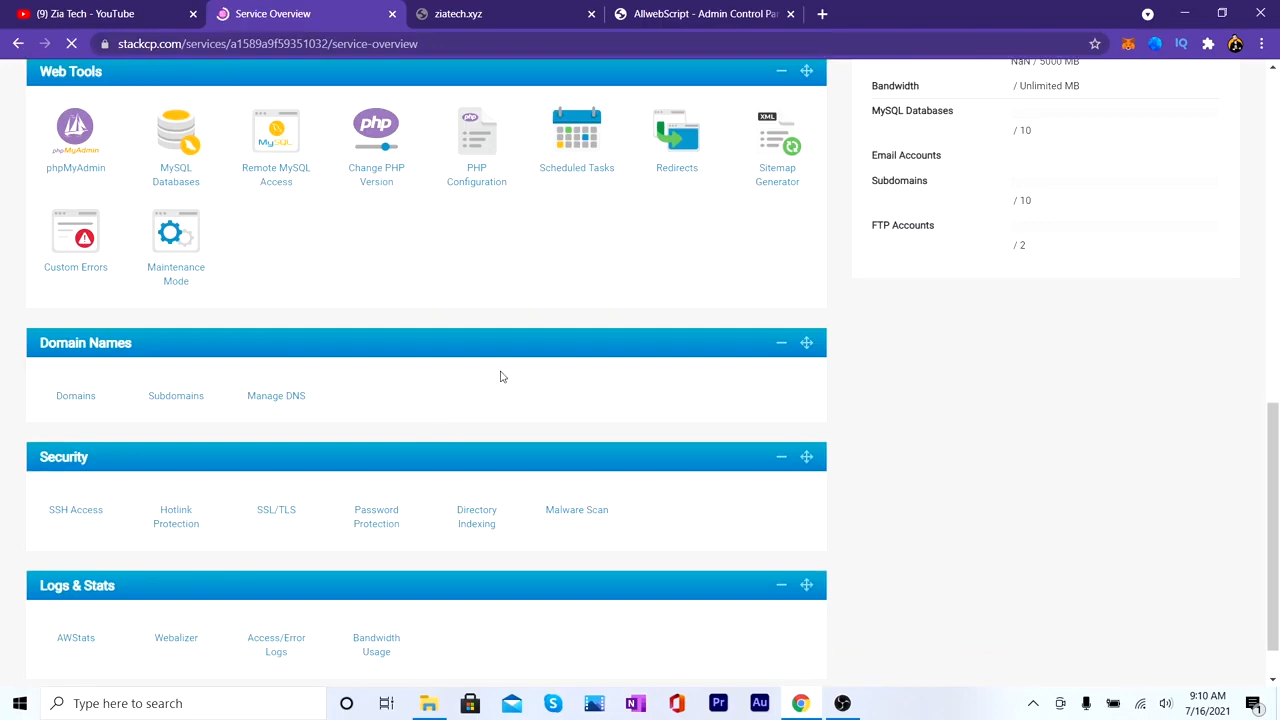 (9) Zia Tech - YouTube
Overview
ziatech.xyz
AllwebScripts - Admin Control Pan
stackcp.com/services/a1589a9f59351032/service-overview
Web Tools
phpMyAdmin
MySQL
Databases
Remote MySQL
Access
Change PHP
Version
PHP
Configuration
Scheduled Tasks
Redirects
Sitemap
Generator
Custom Errors
Maintenance
Mode
NaN / 5000 MB
Bandwidth
/ Unlimited MB
MySQL Databases
/ 10
Email Accounts
Subdomains
/ 10
FTP Accounts
/ 2
Domain Names
Domains
Subdomains
Manage DNS
Security
SSH Access
Hotlink
Protection
SSL/TLS
Password
Protection
Directory
Indexing
Malware Scan
Logs & Stats
AWStats
Webalizer
Access/Error
Logs
Bandwidth
Usage
Type here to search
9:10 AM
7/16/2021